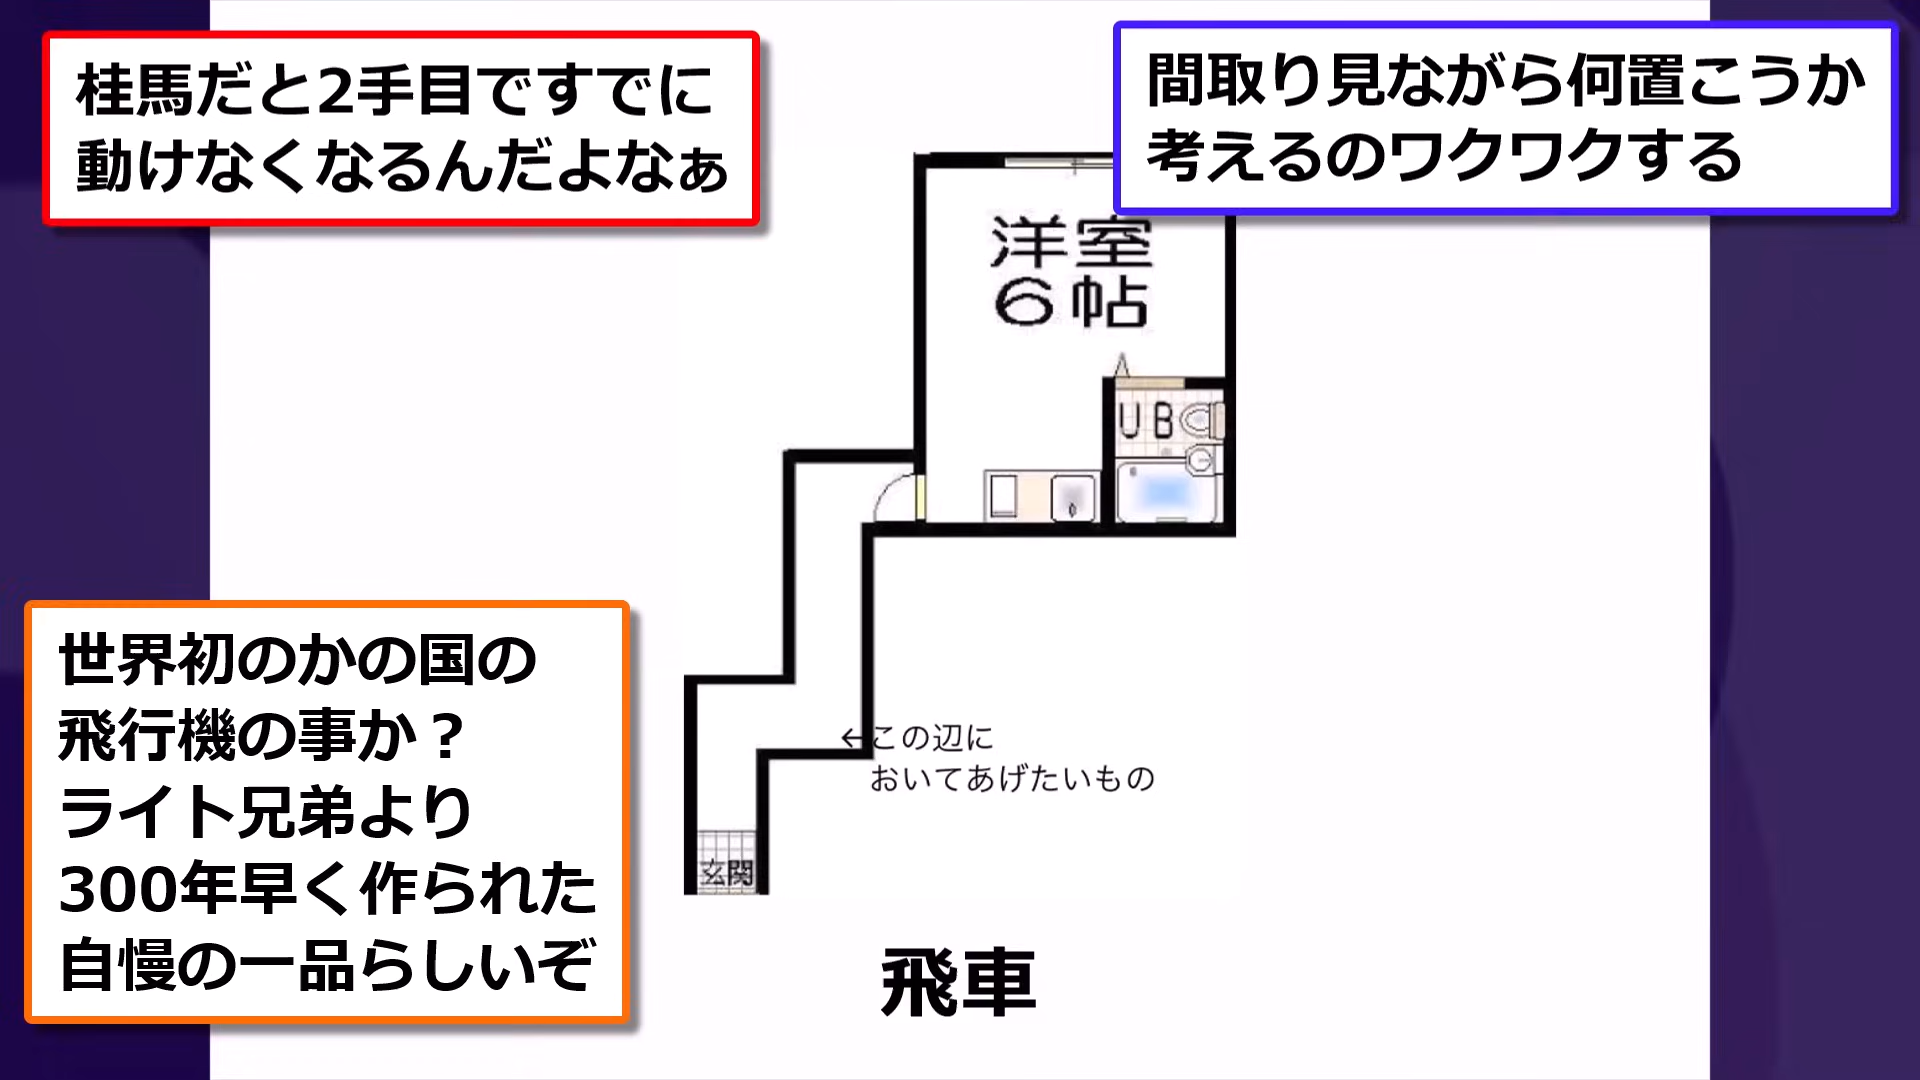 桂馬だと2手目ですでに
動けなくなるんだよなぁ
間取り見ながら何置こうか
考えるのワクワクする
洋室
6帖
UB
世界初のかの国の
飛行機の事か？
ライト兄弟より
300年早く作られた
自慢の一品らしいぞ
←この辺に
おいてあげたいもの
玄関
飛車